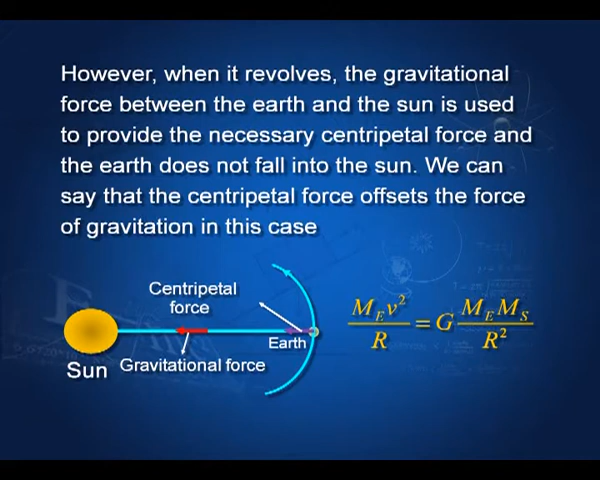 However, when it revolves, the gravitational
force between the earth and the sun is used
to provide the necessary centripetal force and
the earth does not fall into the sun. We can
say that the centripetal force offsets the force
of gravitation in this case
Centripetal
force
Earth
Sun
Gravitational force
M_E v²/R = G M_E M_S/R²